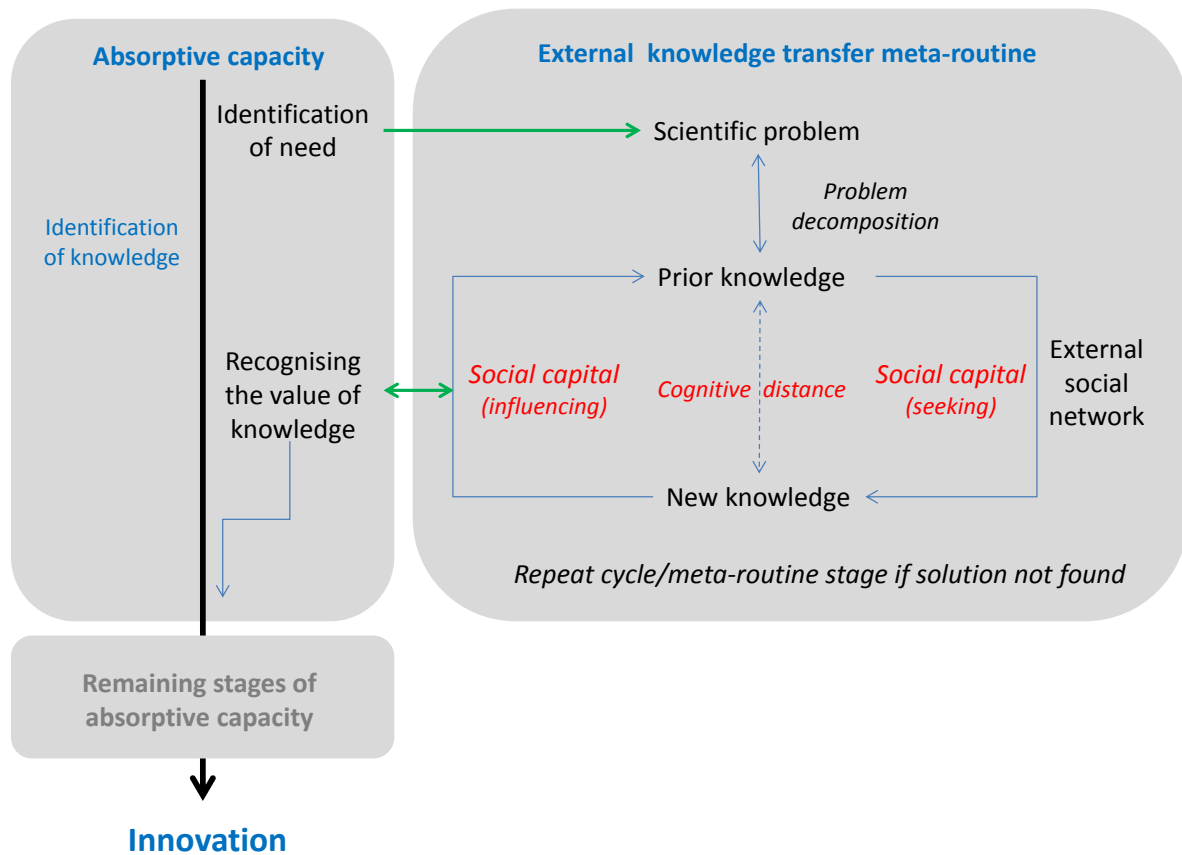 Absorptive capacity
Identification
of need
Identification
of knowledge
Recognising
the value of
knowledge
Remaining stages of
absorptive capacity
Innovation
External knowledge transfer meta-routine
Scientific problem
Problem
decomposition
Prior knowledge
Social capital
(influencing)
Cognitive distance
Social capital
(seeking)
External
social
network
New knowledge
Repeat cycle/meta-routine stage if solution not found